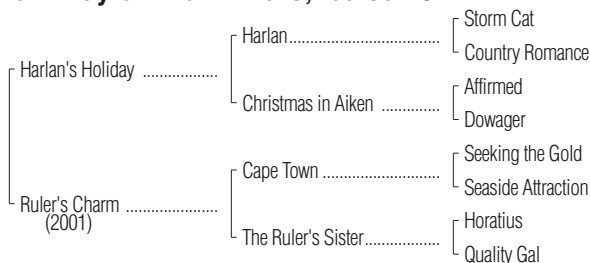 Storm Cat
Harlan....................................
Country Romance
Harlan's Holiday .................
Affirmed
Christmas in Aiken ..............
Dowager
Seeking the Gold
Cape Town ............................
Seaside Attraction
Ruler's Charm .....................
(2001)
Horatius
The Ruler's Sister..................
Quality Gal